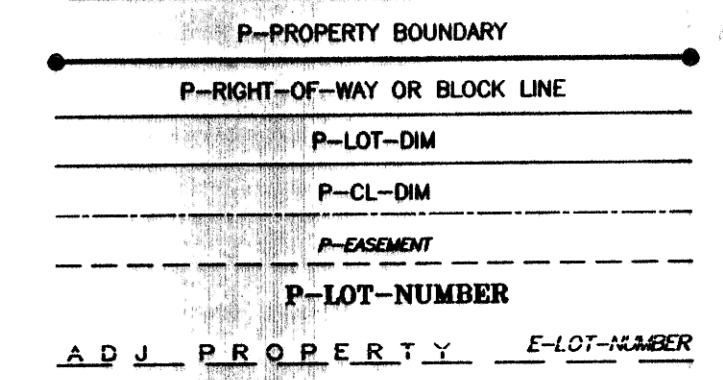 P-PROPERTY BOUNDARY
P-RIGHT-OF-WAY OR BLOCK LINE
P-LOT-DIM
P-CL-DIM
P-EASEMENT
P-LOT-NUMBER
ADJ PROPERTY E-LOT-NUMBER